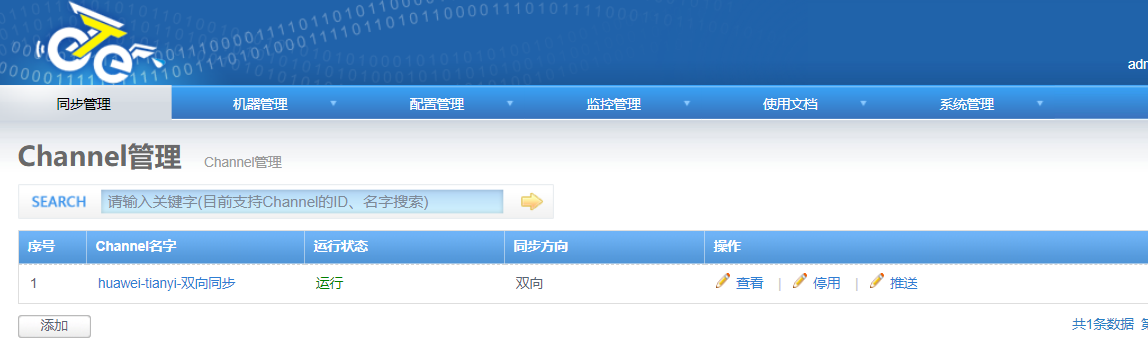 eTe
adm
同步管理 机器管理 配置管理 监控管理 使用文档 系统管理
Channel管理 Channel管理
SEARCH 请输入关键字(目前支持Channel的ID、名字搜索)
序号 Channel名字 运行状态 同步方向 操作
1 huawei-tianyi-双向同步 运行 双向 查看 | 停用 | 推送
添加 共1条数据 第